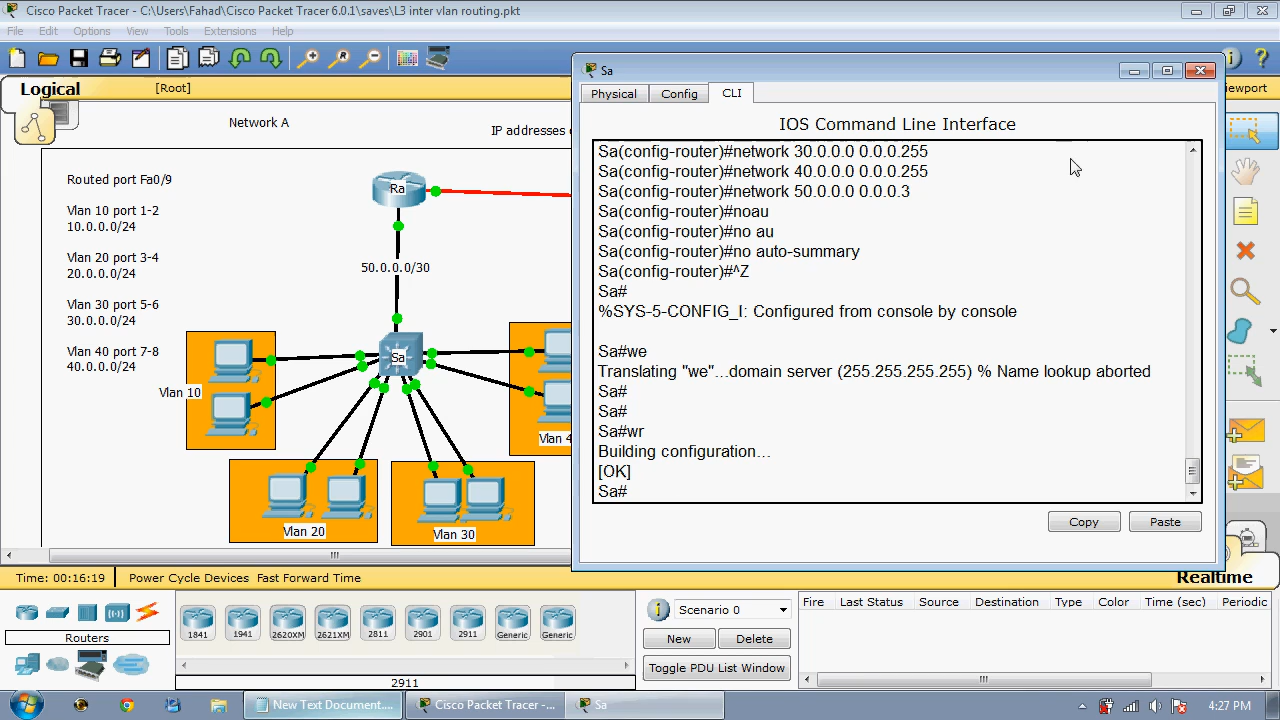 Cisco Packet Tracer - C:\Users\Fahad\Cisco Packet Tracer 6.0.1\saves\L3 inter vlan routing.pkt
File Edit Options View Tools Extensions Help
Logical
[Root]
Viewport
Network A
IP addresses
Routed port Fa0/9
Vlan 10 port 1-2
10.0.0.0/24
Vlan 20 port 3-4
20.0.0.0/24
Vlan 30 port 5-6
30.0.0.0/24
Vlan 40 port 7-8
40.0.0.0/24
Ra
50.0.0.0/30
Sa
Vlan 10
Vlan 4
Vlan 20
Vlan 30
Sa
Physical Config CLI
IOS Command Line Interface
Sa(config-router)#network 30.0.0.0 0.0.0.255
Sa(config-router)#network 40.0.0.0 0.0.0.255
Sa(config-router)#network 50.0.0.0 0.0.0.3
Sa(config-router)#noau
Sa(config-router)#no au
Sa(config-router)#no auto-summary
Sa(config-router)#^Z
Sa#
%SYS-5-CONFIG_I: Configured from console by console
Sa#we
Translating "we"...domain server (255.255.255.255) % Name lookup aborted
Sa#
Sa#
Sa#wr
Building configuration...
[OK]
Sa#
Copy Paste
Time: 00:16:19 Power Cycle Devices Fast Forward Time
Realtime
Routers
1841 1941 2620XM 2621XM 2811 2901 2911 Generic Generic
2911
Scenario 0
New Delete
Toggle PDU List Window
Fire Last Status Source Destination Type Color Time (sec) Periodic
New Text Document.... Cisco Packet Tracer -... Sa
4:27 PM